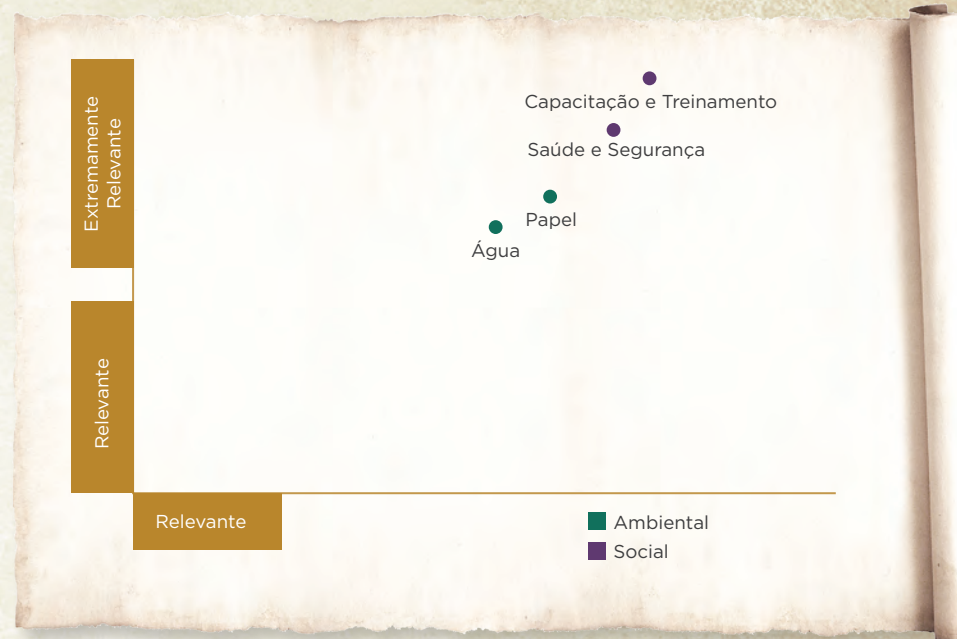 Extremamente
Relevante
Capacitação e Treinamento
Saúde e Segurança
Papel
Água
Relevante
Relevante
Ambiental
Social